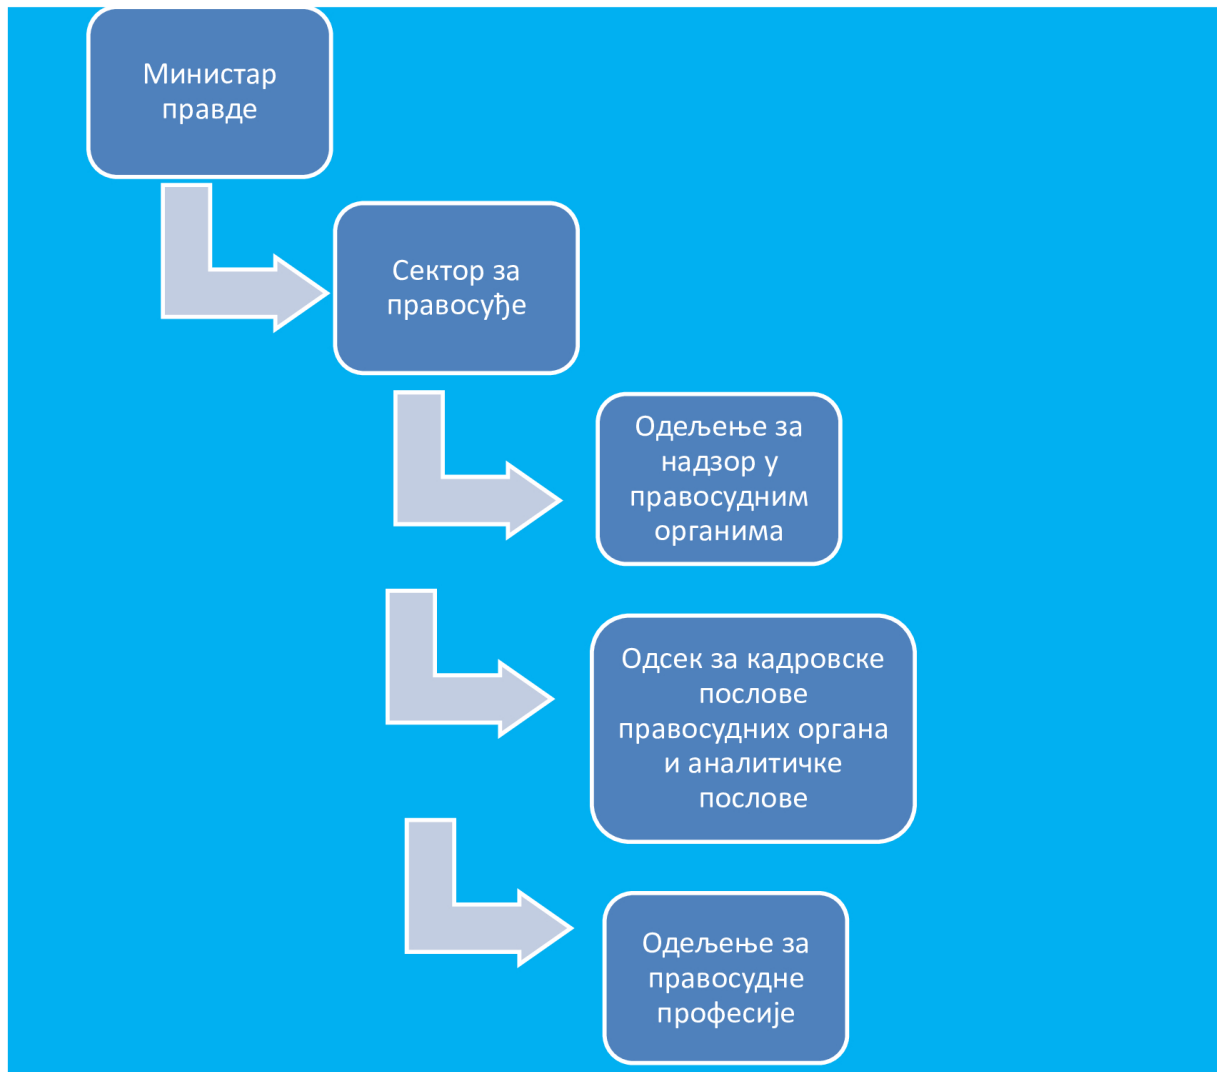 Министар
правде
Сектор за
правосуђе
Одељење за
надзор у
правосудним
органима
Одсек за кадровске
послове
правосудних органа
и аналитичке
послове
Одељење за
правосудне
професије